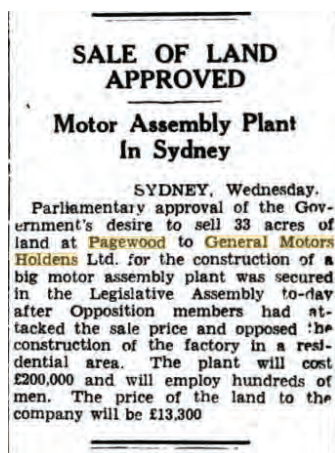 SALE OF LAND
APPROVED
Motor Assembly Plant
In Sydney
SYDNEY, Wednesday.
Parliamentary approval of the Gov-
ernment's desire to sell 33 acres of
land at Pagewood to General Motors
Holdens Ltd. for the construction of a
big motor assembly plant was secured
in the Legislative Assembly to-day
after Opposition members had at-
tacked the sale price and opposed the
construction of the factory in a resi-
dential area. The plant will cost
£200,000 and will employ hundreds of
men. The price of the land to the
company will be £13,300